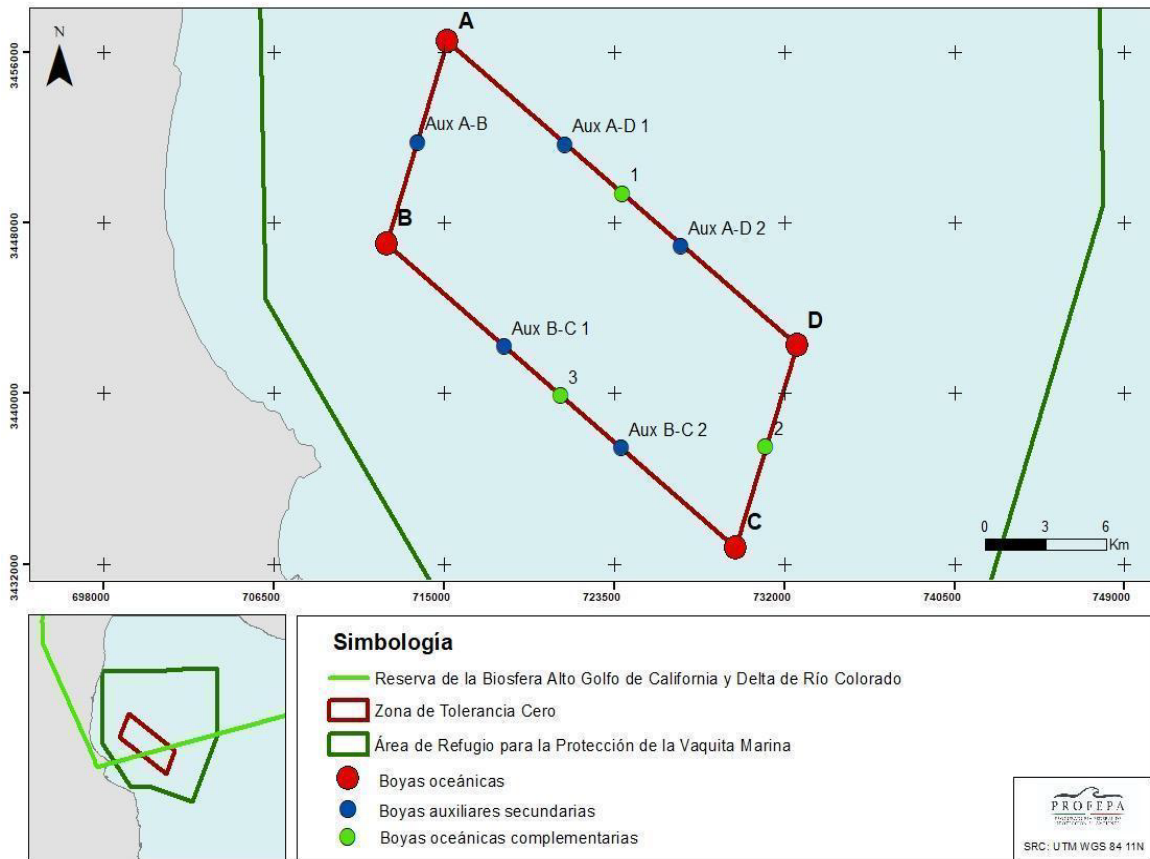 N
A
Aux A-B
Aux A-D 1
1
B
Aux A-D 2
Aux B-C 1
D
3
Aux B-C 2
2
C
0 3 6
Km
3456000
3448000
3440000
3432000
698000 706500 715000 723500 732000 740500 749000
Simbología
Reserva de la Biosfera Alto Golfo de California y Delta de Río Colorado
Zona de Tolerancia Cero
Área de Refugio para la Protección de la Vaquita Marina
Boyas oceánicas
Boyas auxiliares secundarias
Boyas oceánicas complementarias
PROFEPA
SRC: UTM WGS 84 11N